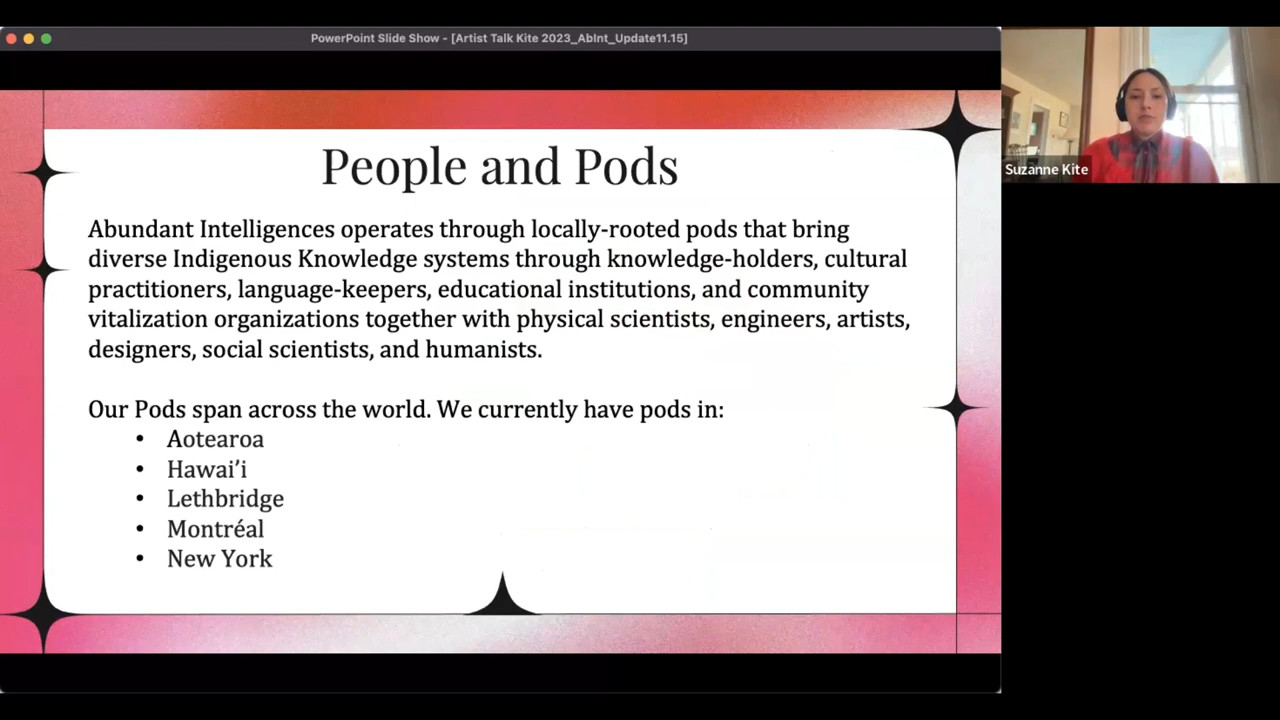 PowerPoint Slide Show - [Artist Talk Kite 2023_AbInt_Update11.15]
People and Pods
Abundant Intelligences operates through locally-rooted pods that bring
diverse Indigenous Knowledge systems through knowledge-holders, cultural
practitioners, language-keepers, educational institutions, and community
vitalization organizations together with physical scientists, engineers, artists,
designers, social scientists, and humanists.
Our Pods span across the world. We currently have pods in:
• Aotearoa
• Hawai’i
• Lethbridge
• Montréal
• New York
Suzanne Kite